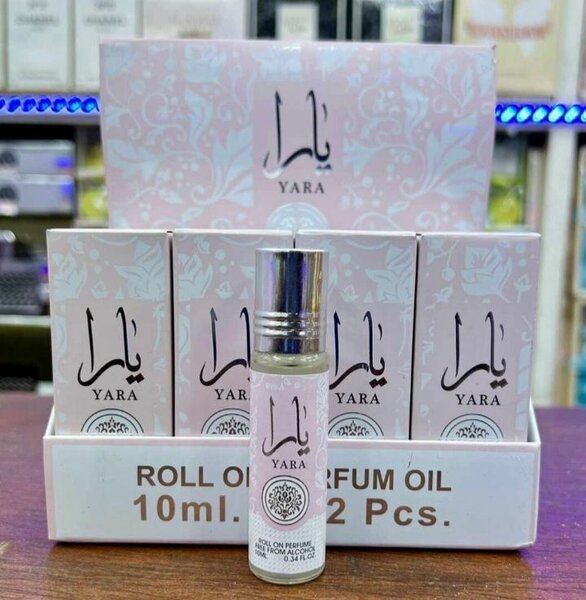 يارا
YARA
يارا
YARA
يارا
YARA
يارا
YARA
يارا
YARA
يارا
YARA
ROLL ON PERFUME
FREE FROM ALCOHOL
10ML 0.34 FL.OZ.
ROLL O RFUM OIL
10ml. 2 Pcs.